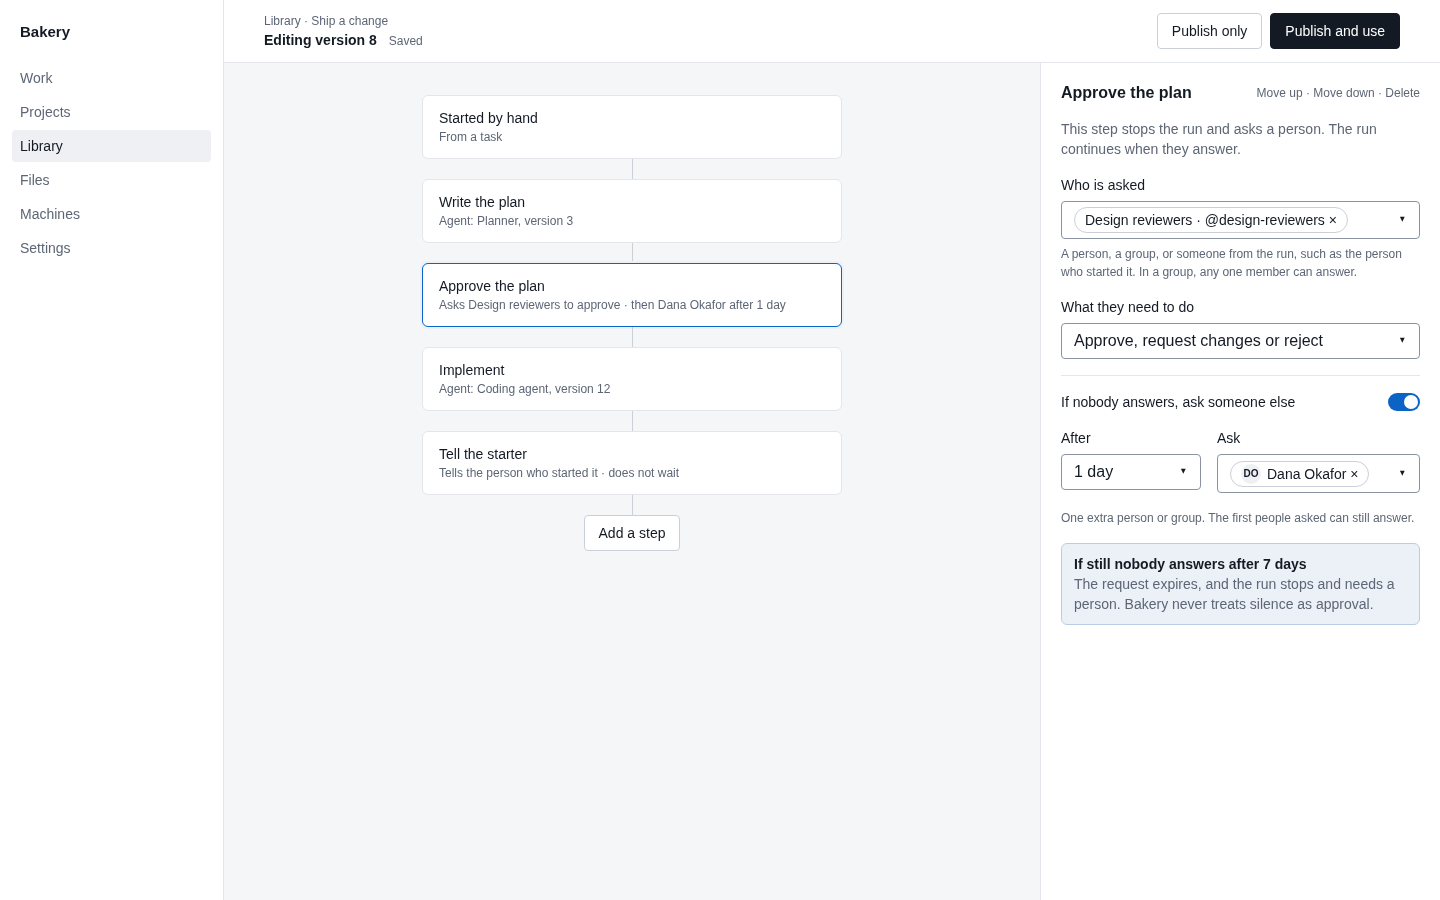 Bakery
Work
Projects
Library
Files
Machines
Settings
Library · Ship a change
Editing version 8 Saved
Publish only
Publish and use
Started by hand
From a task
Write the plan
Agent: Planner, version 3
Approve the plan
Asks Design reviewers to approve · then Dana Okafor after 1 day
Implement
Agent: Coding agent, version 12
Tell the starter
Tells the person who started it · does not wait
Add a step
Approve the plan
Move up · Move down · Delete
This step stops the run and asks a person. The run
continues when they answer.
Who is asked
Design reviewers · @design-reviewers ×
A person, a group, or someone from the run, such as the person
who started it. In a group, any one member can answer.
What they need to do
Approve, request changes or reject
If nobody answers, ask someone else
After
Ask
1 day
DO Dana Okafor ×
One extra person or group. The first people asked can still answer.
If still nobody answers after 7 days
The request expires, and the run stops and needs a
person. Bakery never treats silence as approval.